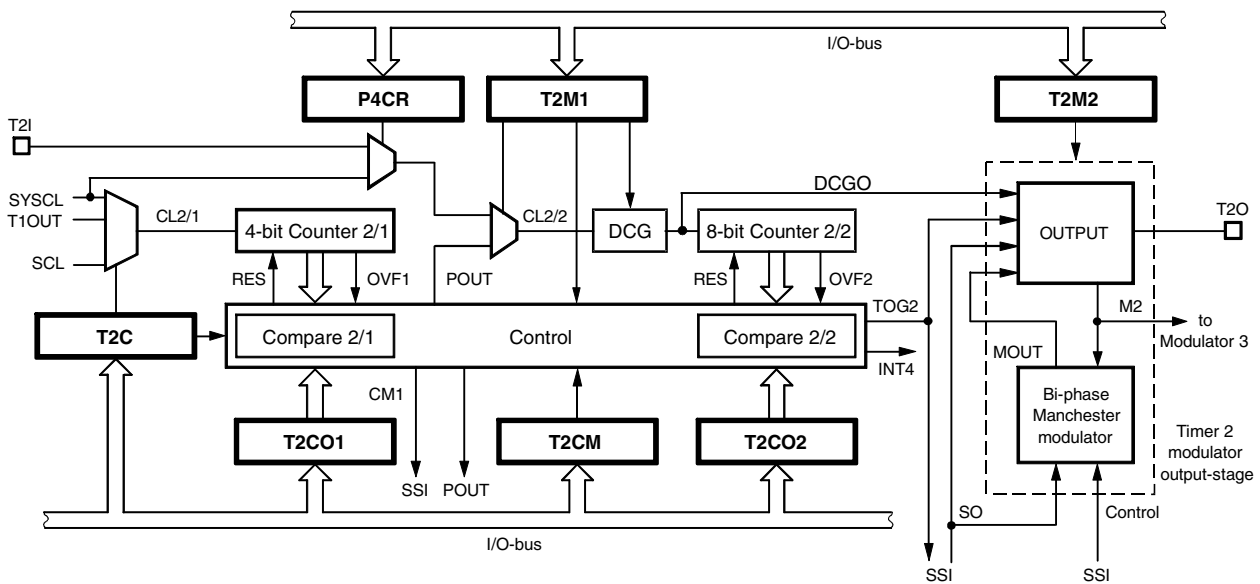 I/O-bus
P4CR
T2M1
T2M2
T2I
SYSCL
T1OUT
SCL
CL2/1
4-bit Counter 2/1
CL2/2
DCG
DCGO
8-bit Counter 2/2
OUTPUT
T2O
RES
OVF1
POUT
RES
OVF2
TOG2
T2C
Compare 2/1
Control
Compare 2/2
INT4
M2
to
Modulator 3
MOUT
Bi-phase
Manchester
modulator
CM1
T2CO1
T2CM
T2CO2
Timer 2
modulator
output-stage
SSI
POUT
SO
Control
I/O-bus
SSI
SSI